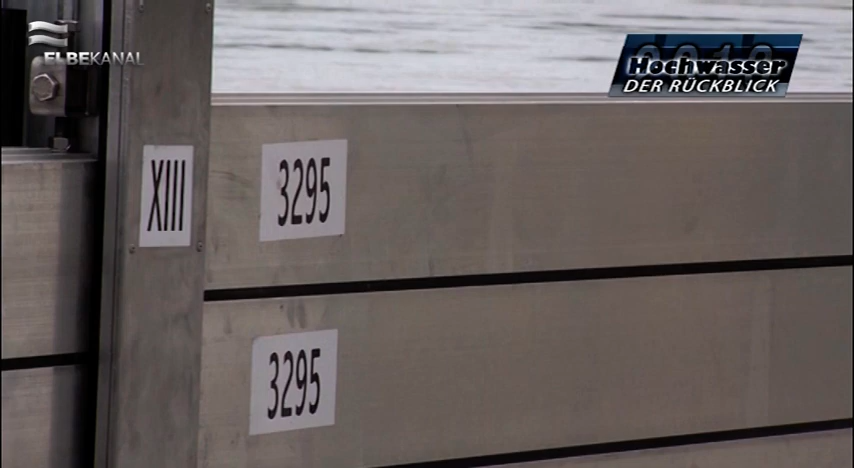 ELBEKANAL
Hochwasser
DER RÜCKBLICK
XIII
3295
3295